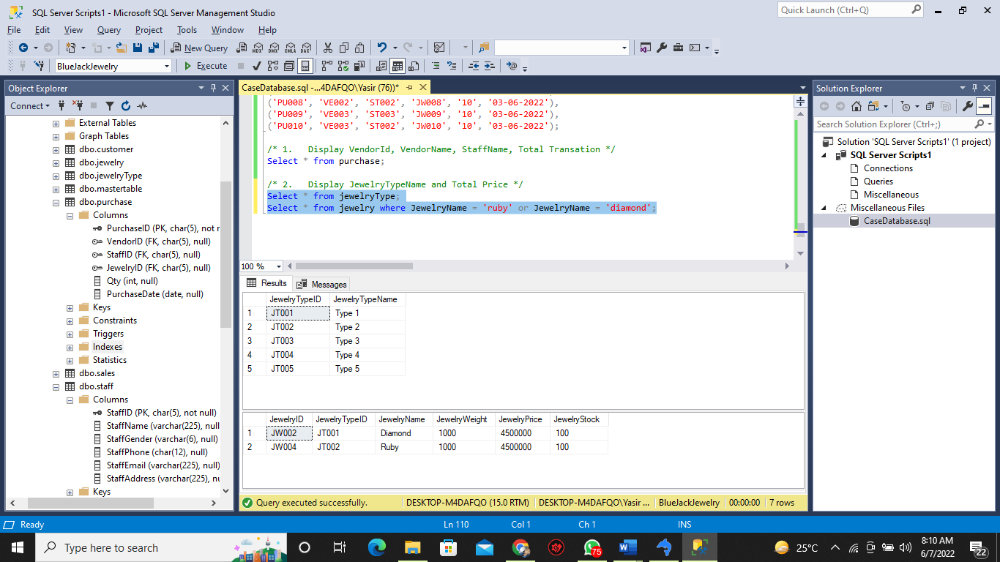 SQL Server Scripts1 - Microsoft SQL Server Management Studio
Quick Launch (Ctrl+Q)
File Edit View Query Project Tools Window Help
New Query MDX DMX XMLA DAX
BlueJackJewelry Execute
Object Explorer
Connect
External Tables
Graph Tables
dbo.customer
dbo.jewelry
dbo.jewelryType
dbo.mastertable
dbo.purchase
Columns
PurchaseID (PK, char(5), not r
VendorID (FK, char(5), null)
StaffID (FK, char(5), null)
JewelryID (FK, char(5), null)
Qty (int, null)
PurchaseDate (date, null)
Keys
Constraints
Triggers
Indexes
Statistics
dbo.sales
dbo.staff
Columns
StaffID (PK, char(5), not null)
StaffName (varchar(225), null
StaffGender (varchar(6), null)
StaffPhone (char(12), null)
StaffEmail (varchar(225), null)
StaffAddress (varchar(225), nu
Keys
CaseDatabase.sql -...4DAFQO\Yasir (76))*
('PU008', 'VE002', 'ST002', 'JW008', '10', '03-06-2022'),
('PU009', 'VE003', 'ST003', 'JW009', '10', '03-06-2022'),
('PU010', 'VE003', 'ST002', 'JW010', '10', '03-06-2022');
/* 1. Display VendorId, VendorName, StaffName, Total Transation */
Select * from purchase;
/* 2. Display JewelryTypeName and Total Price */
Select * from jewelryType;
Select * from jewelry where JewelryName = 'ruby' or JewelryName = 'diamond';
100 %
Results Messages
JewelryTypeID JewelryTypeName
1 JT001 Type 1
2 JT002 Type 2
3 JT003 Type 3
4 JT004 Type 4
5 JT005 Type 5
JewelryID JewelryTypeID JewelryName JewelryWeight JewelryPrice JewelryStock
1 JW002 JT001 Diamond 1000 4500000 100
2 JW004 JT002 Ruby 1000 4500000 100
Query executed successfully. DESKTOP-M4DAFQO (15.0 RTM) DESKTOP-M4DAFQO\Yasir ... BlueJackJewelry 00:00:00 7 rows
Solution Explorer
Search Solution Explorer (Ctrl+;)
Solution 'SQL Server Scripts1' (1 project)
SQL Server Scripts1
Connections
Queries
Miscellaneous
Miscellaneous Files
CaseDatabase.sql
Ready Ln 110 Col 1 Ch 1 INS
Type here to search
75
W
25°C
8:10 AM
6/7/2022
22